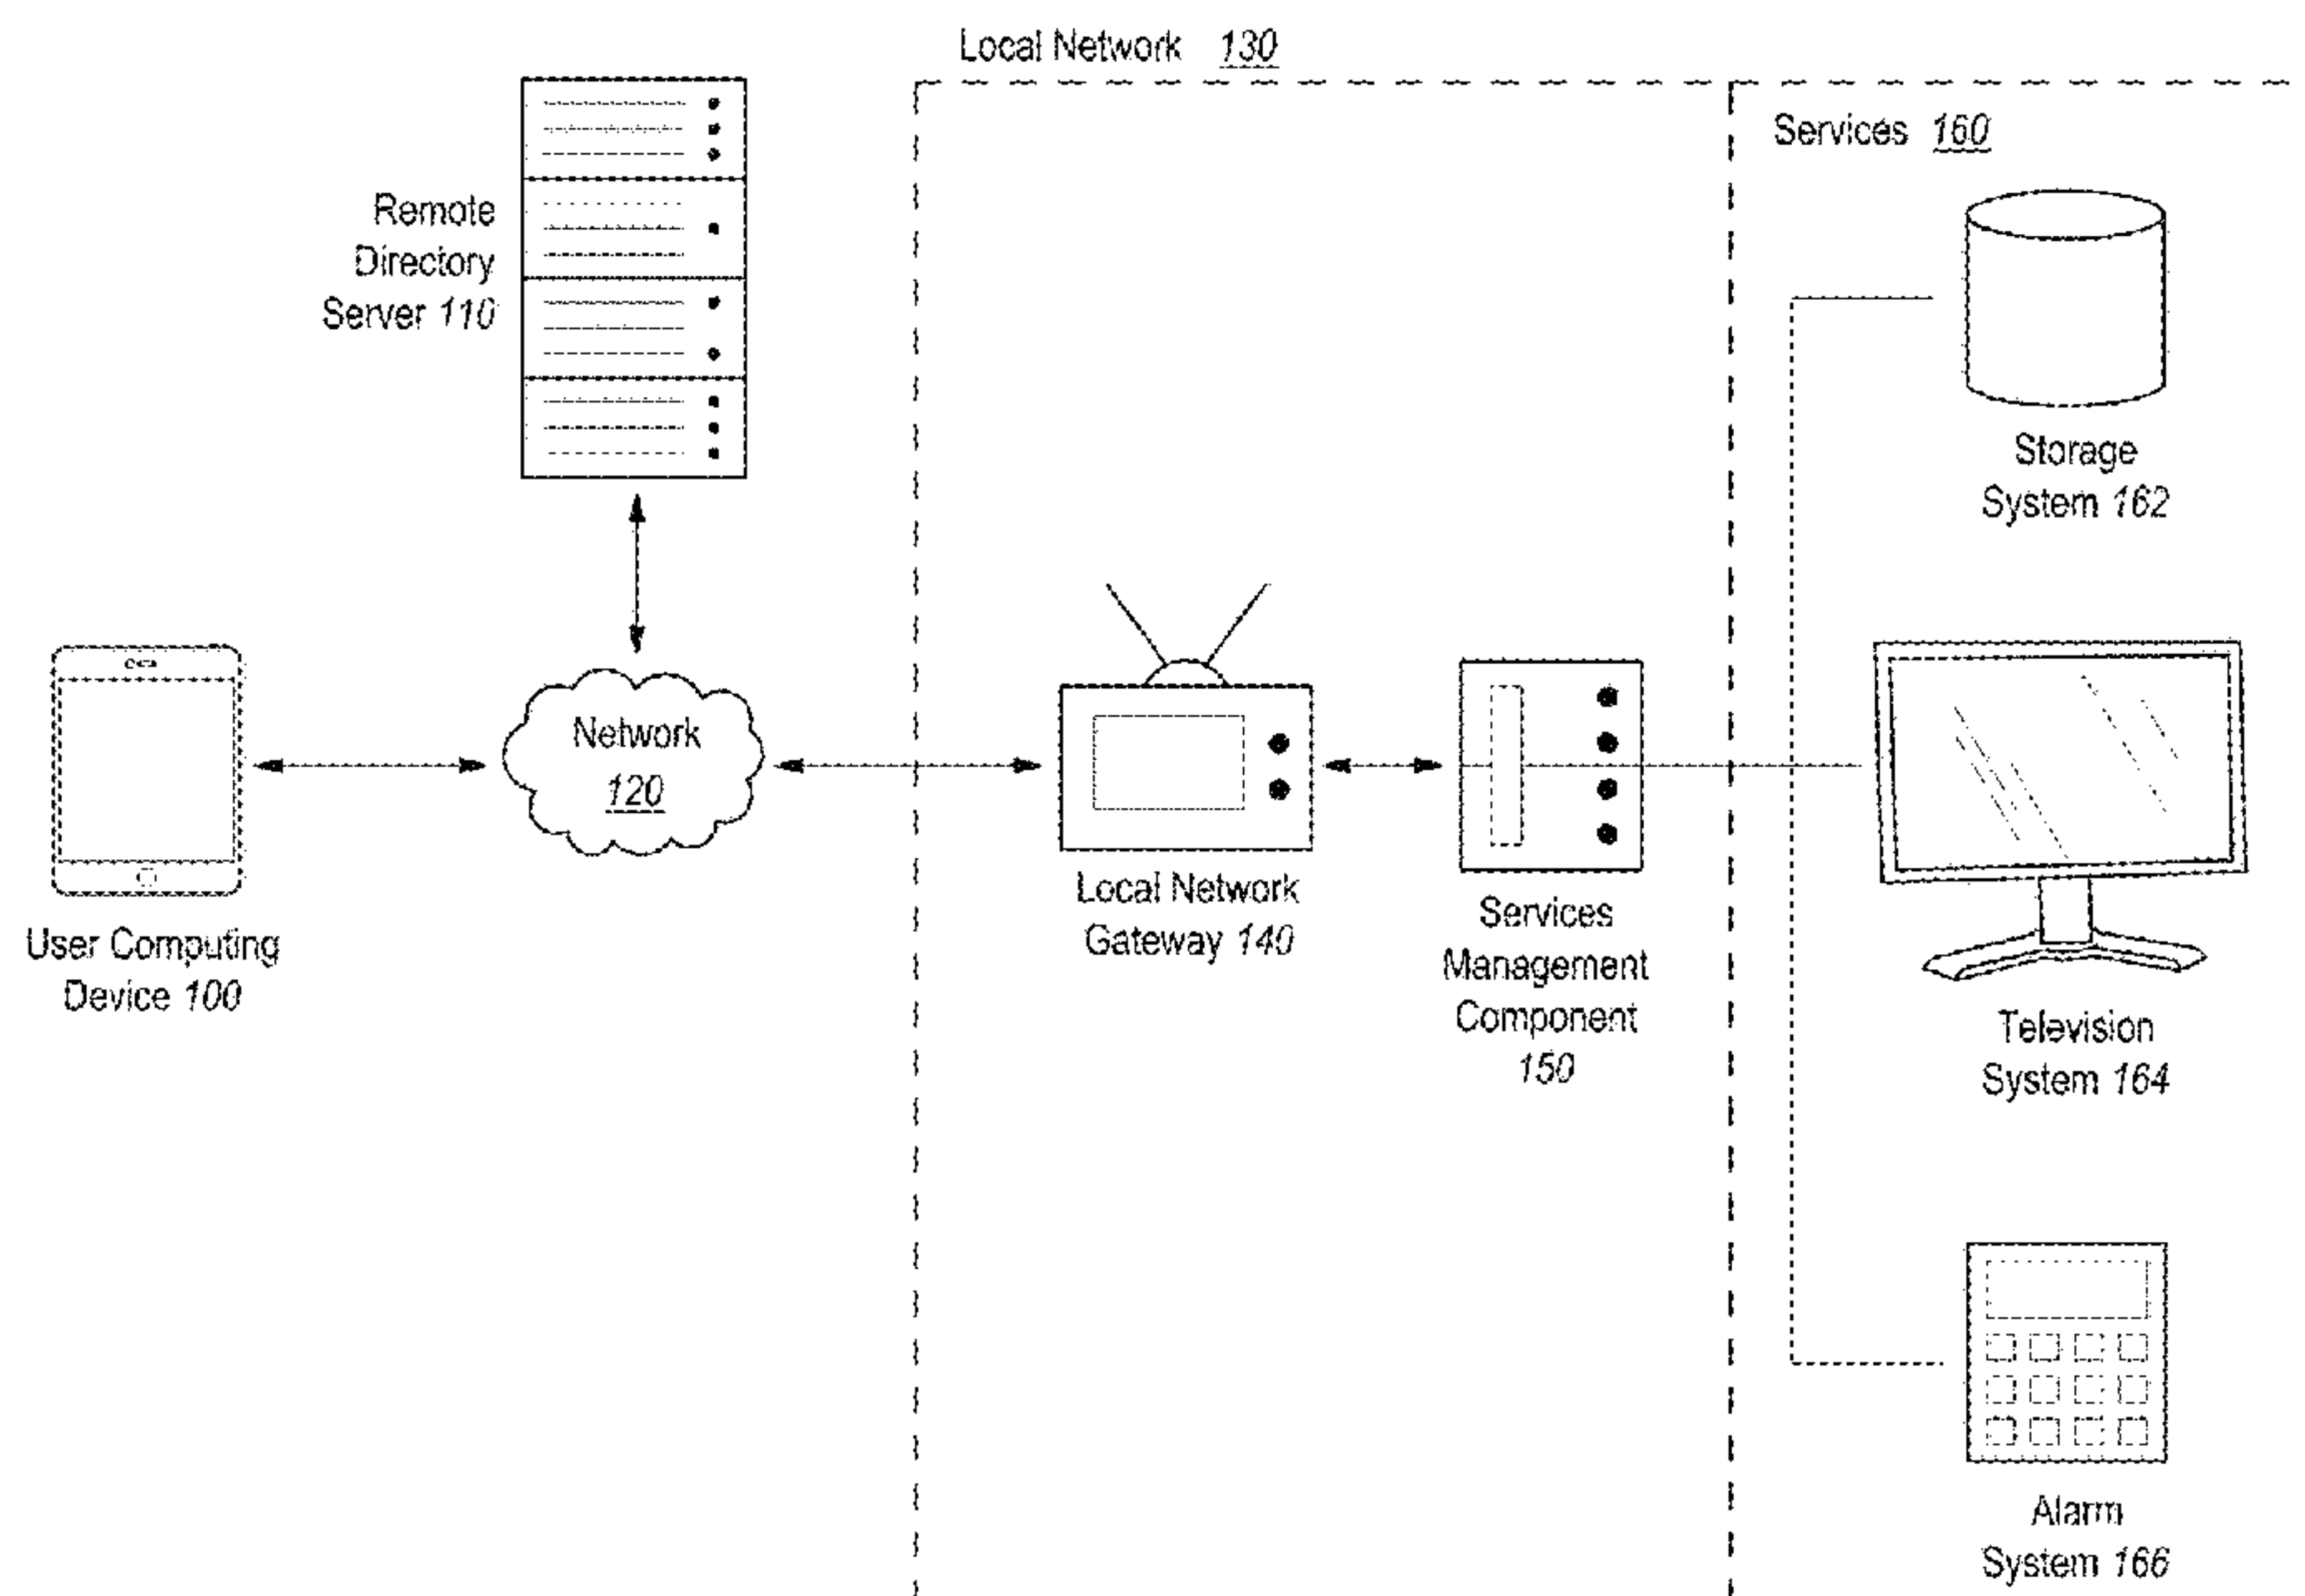 Local Network 130
Services 160
Remote
Directory
Server 110
Storage
System 162
Network
120
User Computing
Device 100
Local Network
Gateway 140
Services
Management
Component
150
Television
System 164
Alarm
System 166